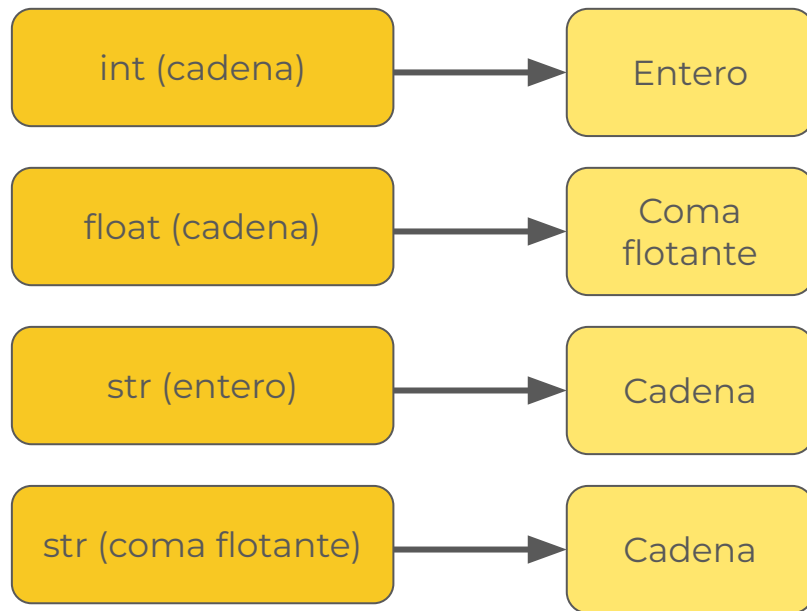 int (cadena)
Entero
float (cadena)
Coma
flotante
str (entero)
Cadena
str (coma flotante)
Cadena